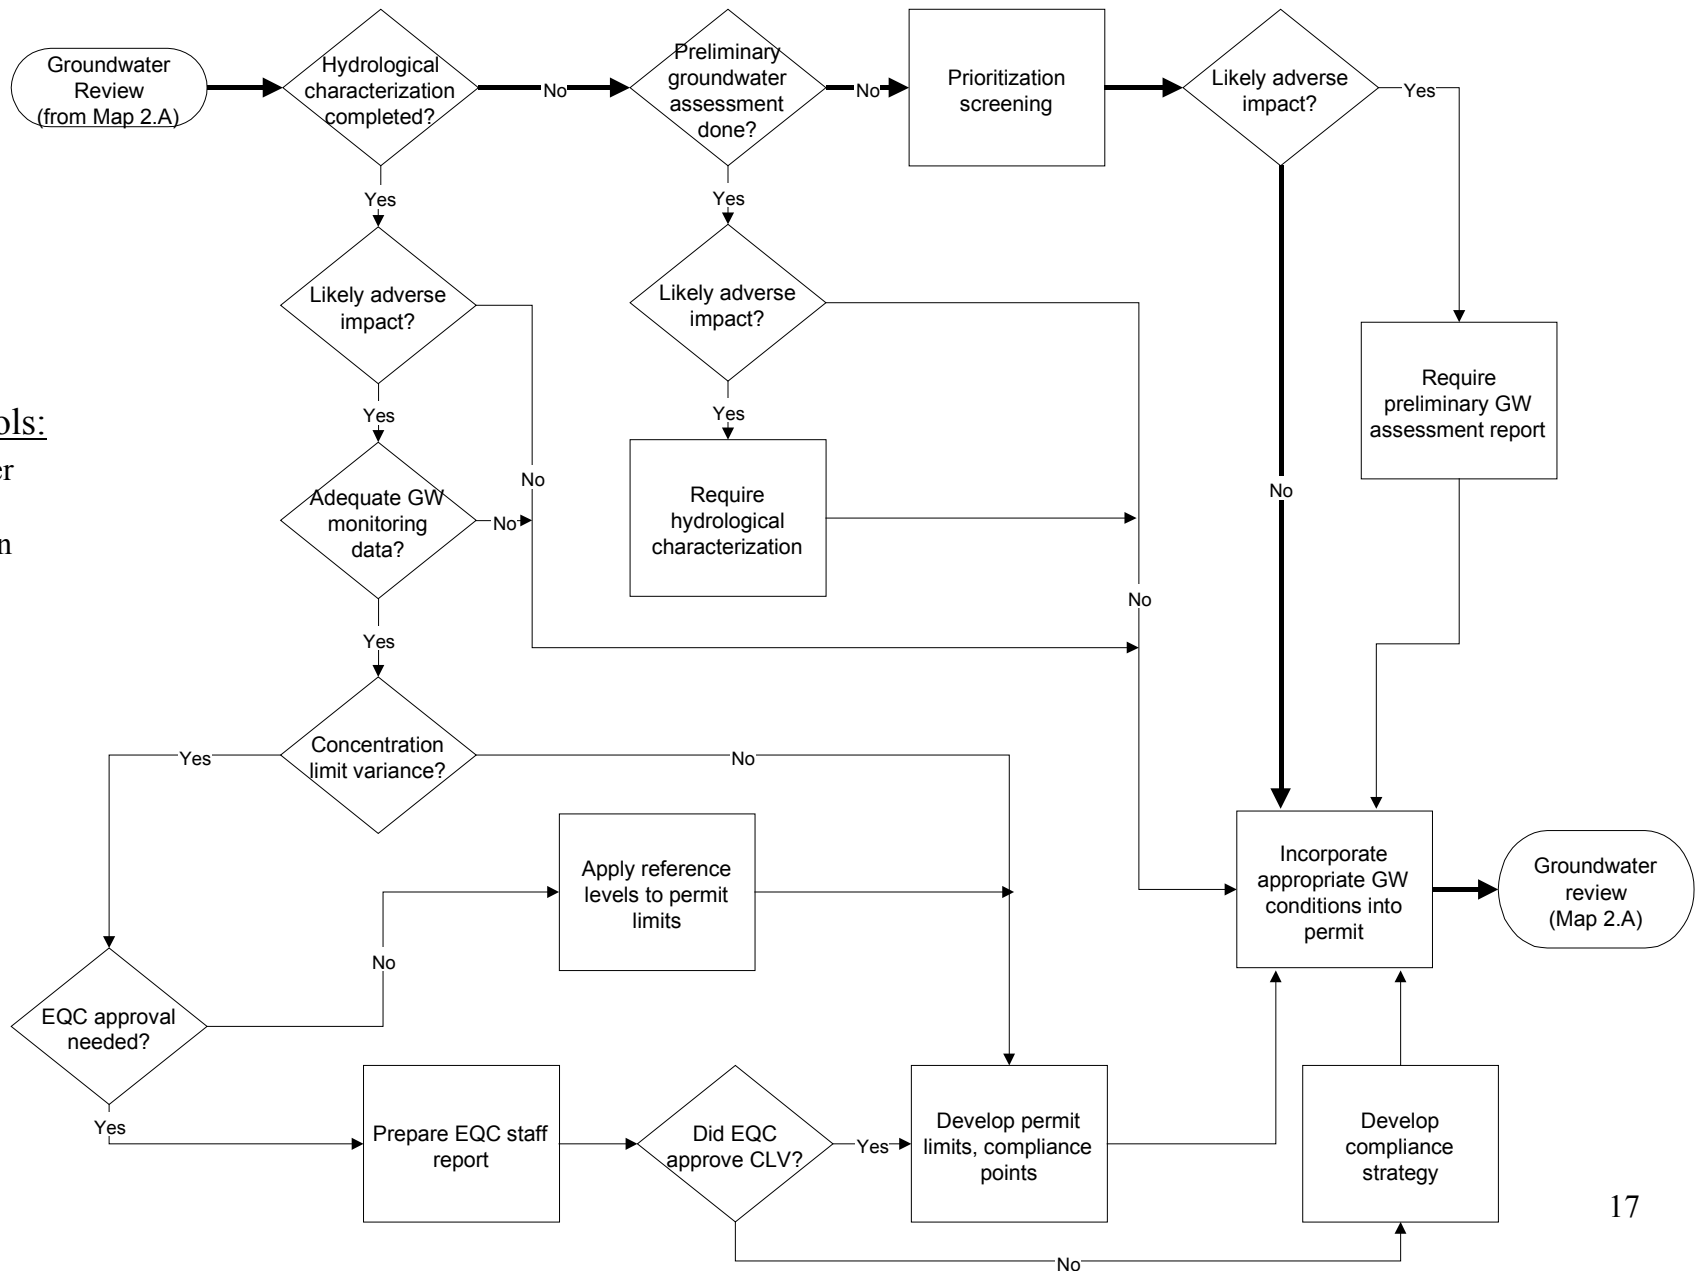 Groundwater
Review
(from Map 2.A)
Hydrological
characterization
completed?
No
Preliminary
groundwater
assessment
done?
No
Prioritization
screening
Likely adverse
impact?
Yes
Yes
Yes
Likely adverse
impact?
Likely adverse
impact?
Require
preliminary GW
assessment report
ols:
er
n
Yes
Yes
No
No
Adequate GW
monitoring
data?
No
Require
hydrological
characterization
No
Yes
Concentration
limit variance?
Yes
No
Apply reference
levels to permit
limits
Incorporate
appropriate GW
conditions into
permit
Groundwater
review
(Map 2.A)
No
EQC approval
needed?
Yes
Prepare EQC staff
report
Did EQC
approve CLV?
Yes
Develop permit
limits, compliance
points
Develop
compliance
strategy
No
17